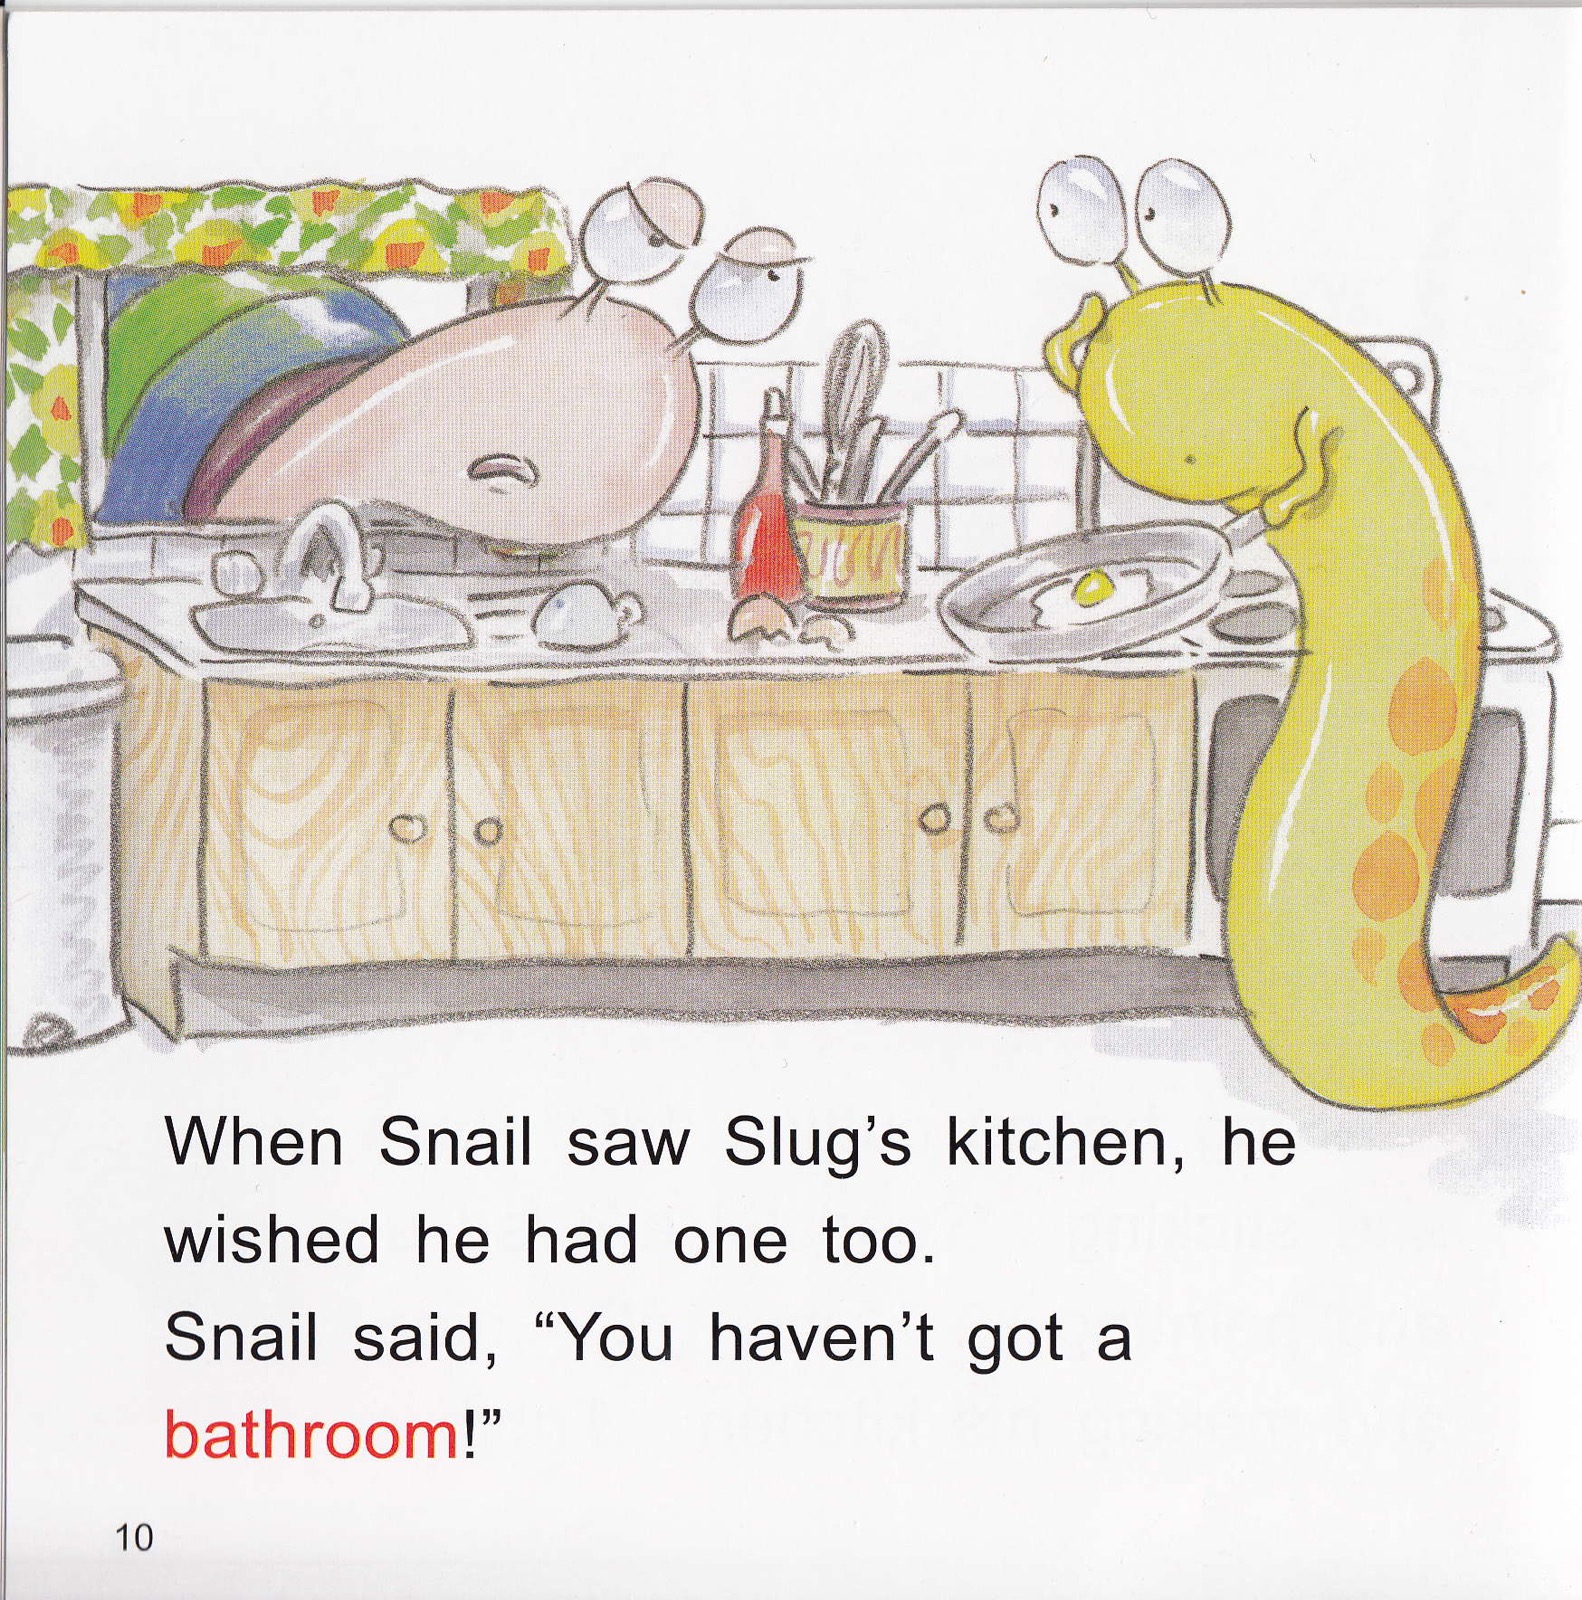 When Snail saw Slug’s kitchen, he
wished he had one too.
Snail said, “You haven’t got a
bathroom!”
10